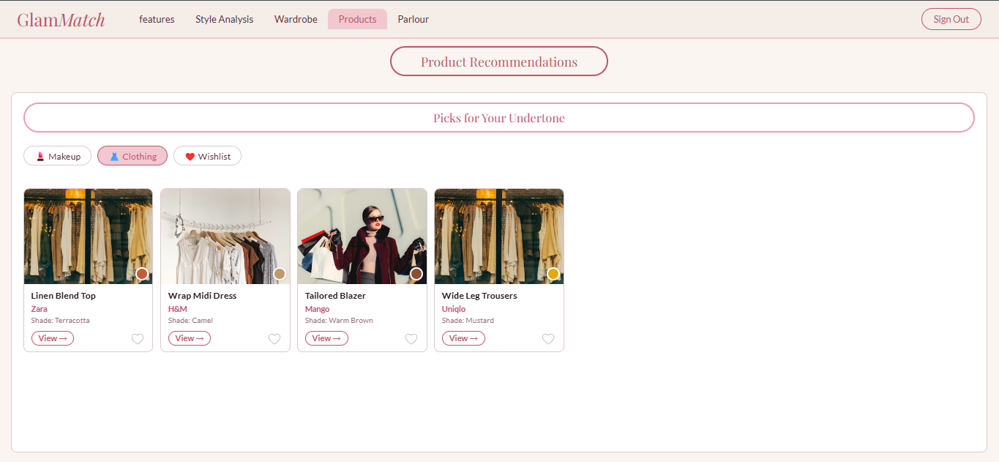 GlamMatch features Style Analysis Wardrobe Products Parlour Sign Out
Product Recommendations
Picks for Your Undertone
Makeup Clothing Wishlist
Linen Blend Top
Zara
Shade: Terracotta
View →
Wrap Midi Dress
H&M
Shade: Camel
View →
Tailored Blazer
Mango
Shade: Warm Brown
View →
Wide Leg Trousers
Uniqlo
Shade: Mustard
View →